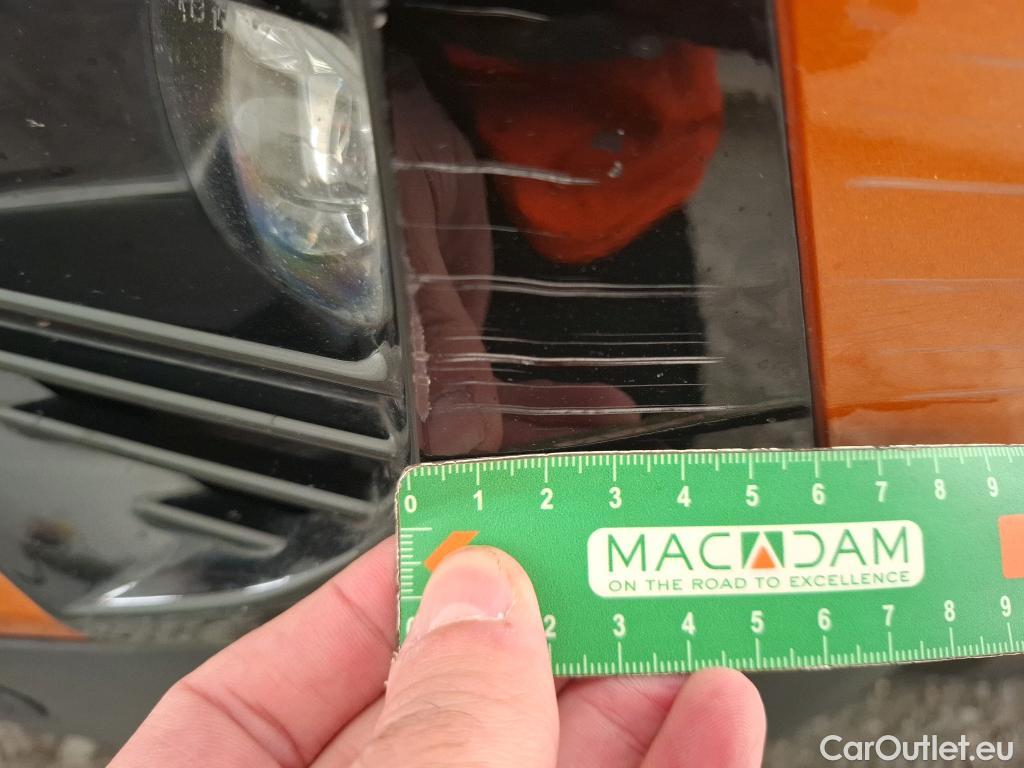 0 1 2 3 4 5 6 7 8 9
MACADAM
ON THE ROAD TO EXCELLENCE
2 3 4 5 6 7 8 9
CarOutlet.eu